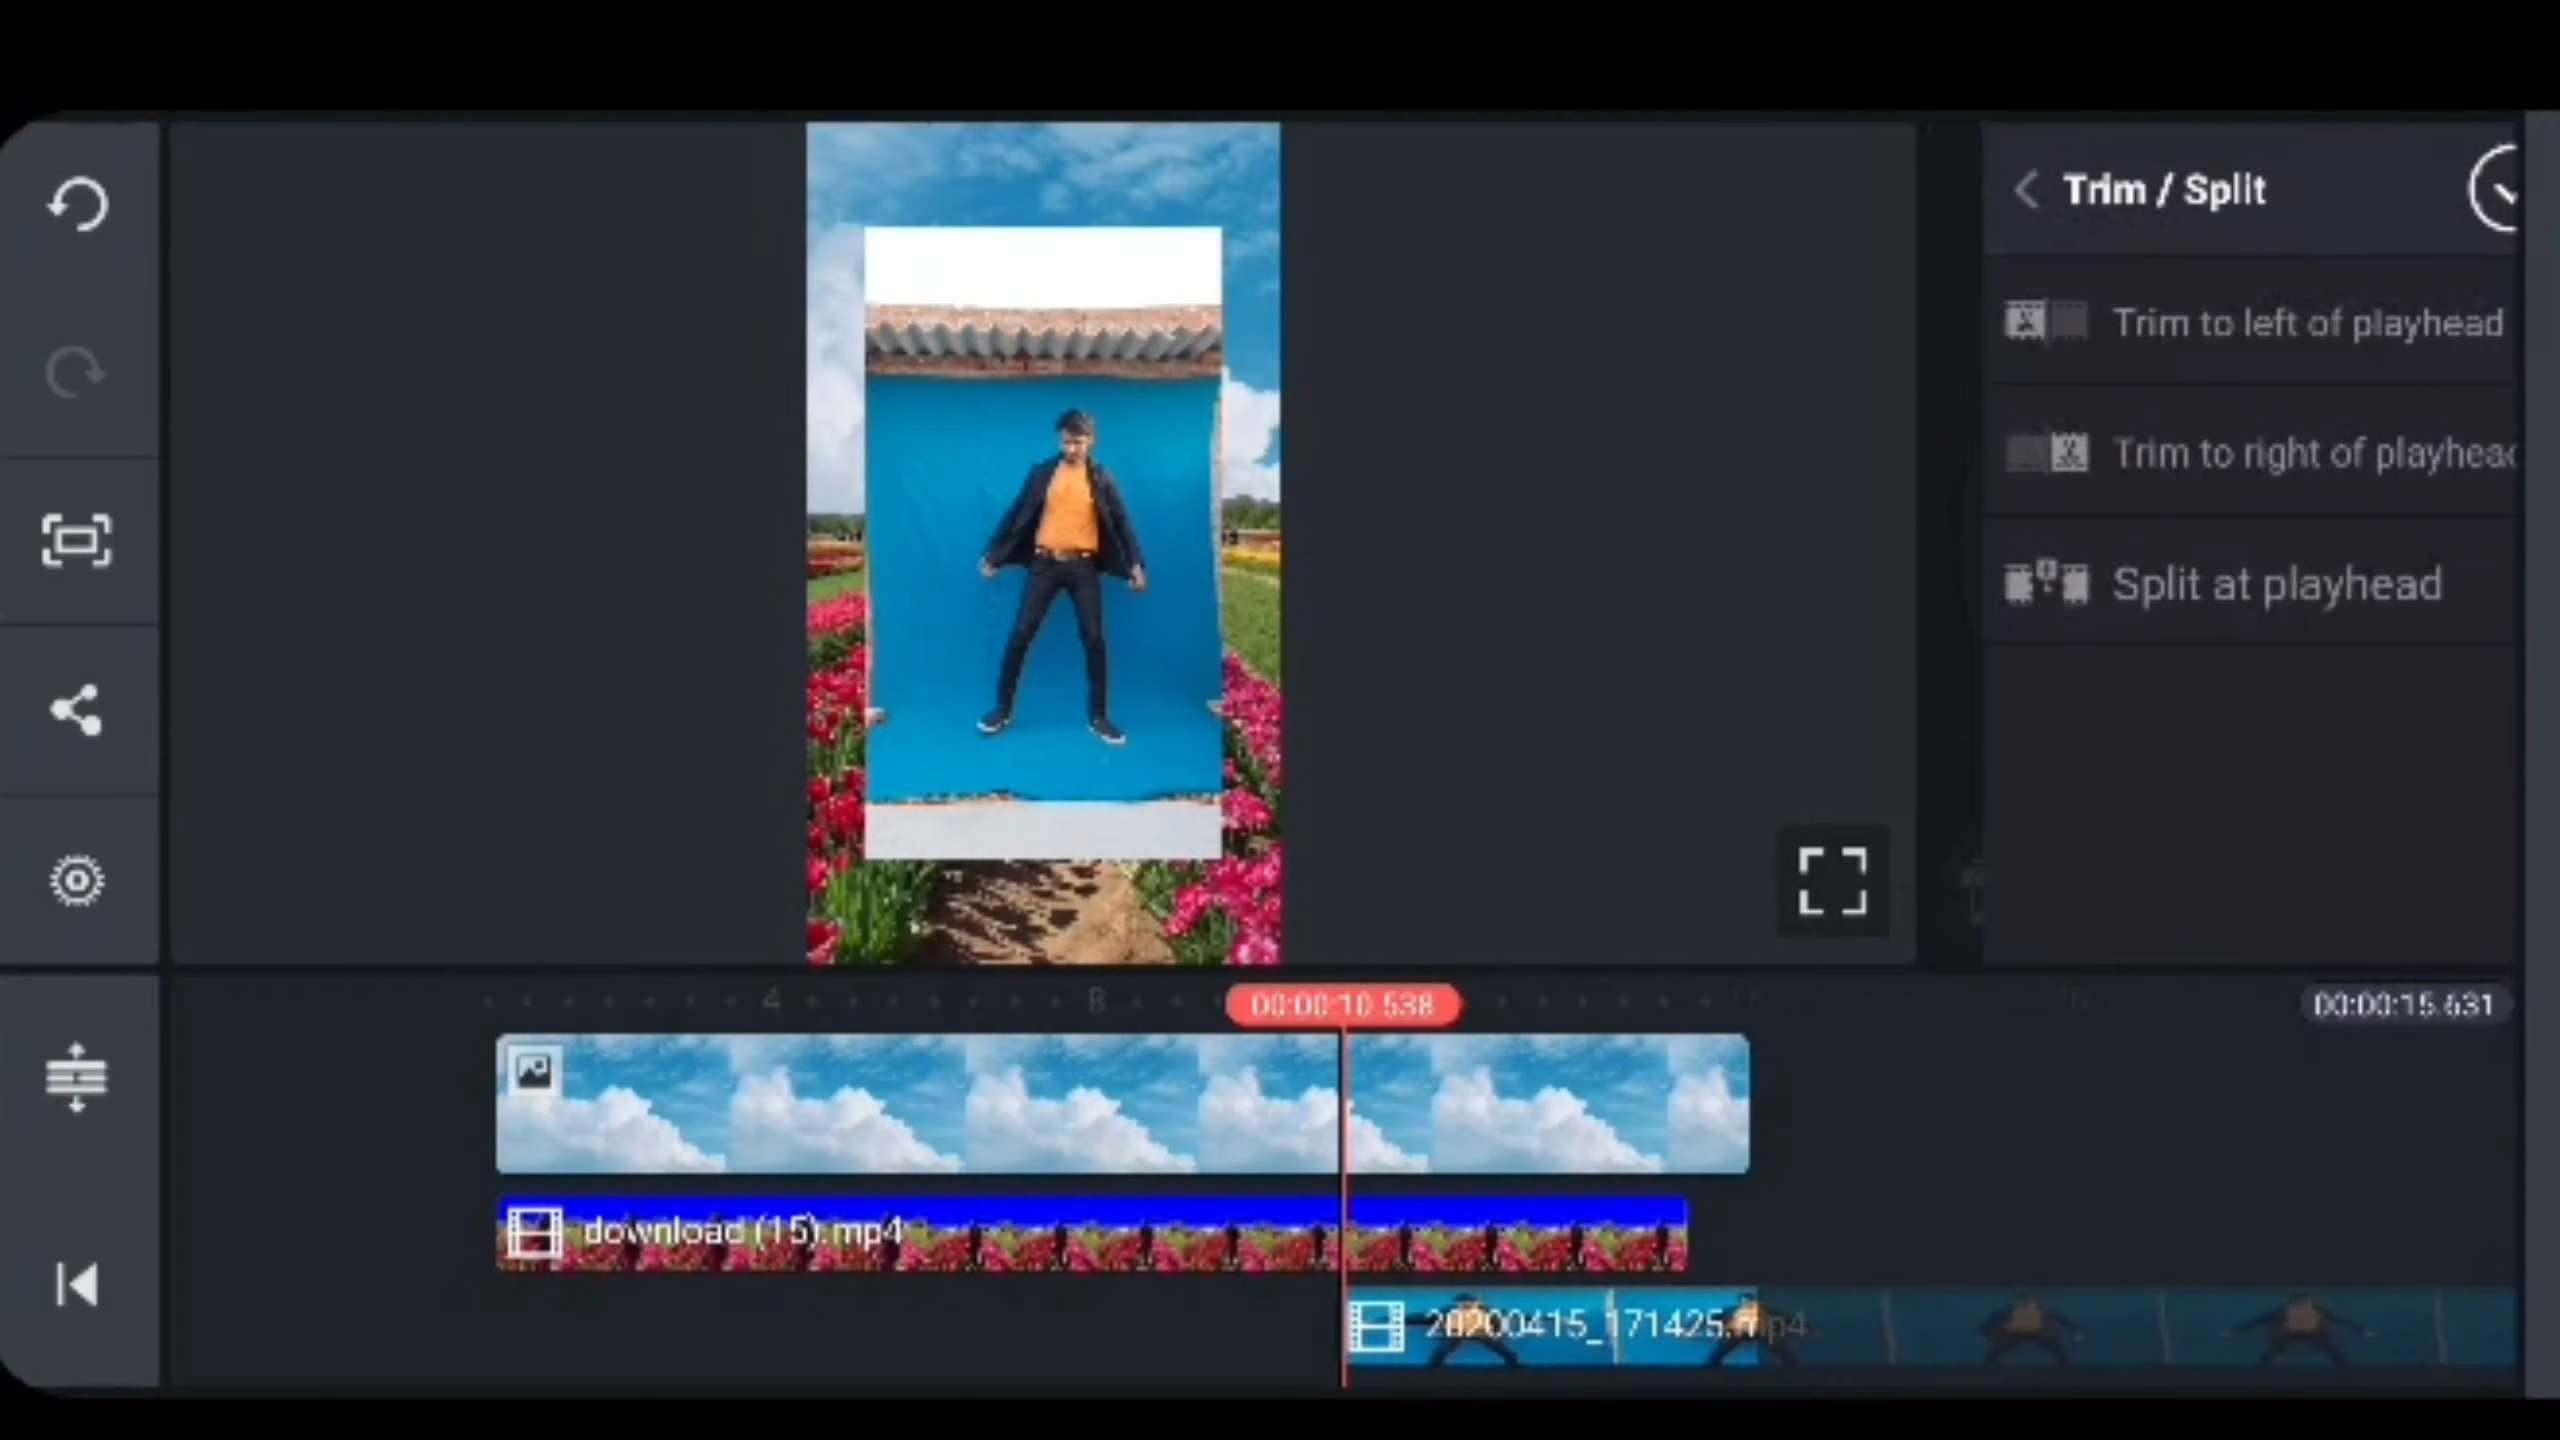 Trim / Split
Trim to left of playhead
Trim to right of playhead
Split at playhead
4
8
00:00:10.538
00:00:15.631
download (15).mp4
20200415_171425.mp4